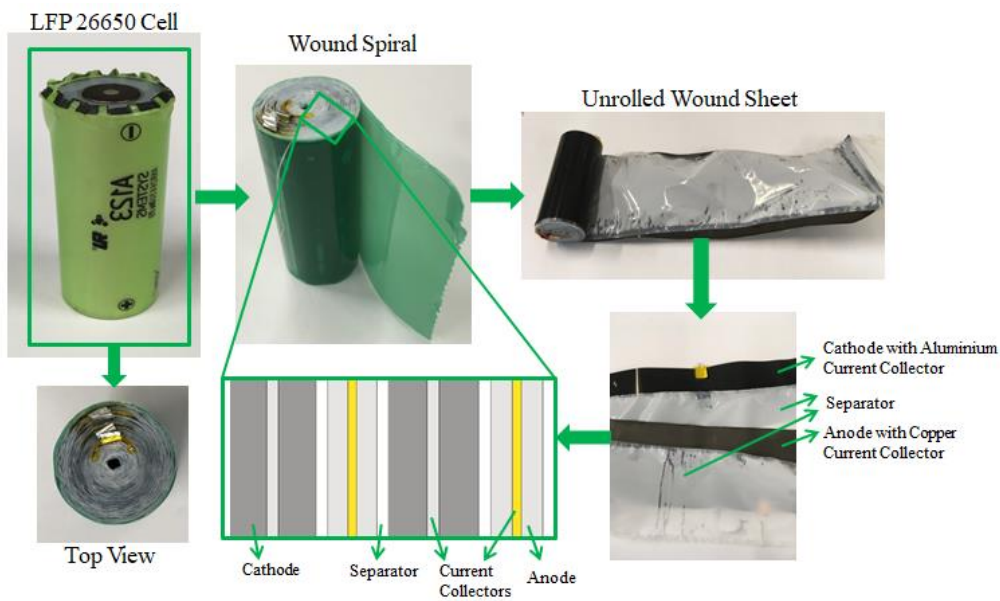 LFP 26650 Cell
Wound Spiral
Unrolled Wound Sheet
A123
SYSTEMS
Cathode with Aluminium
Current Collector
Separator
Anode with Copper
Current Collector
Top View
Cathode
Separator
Current
Collectors
Anode